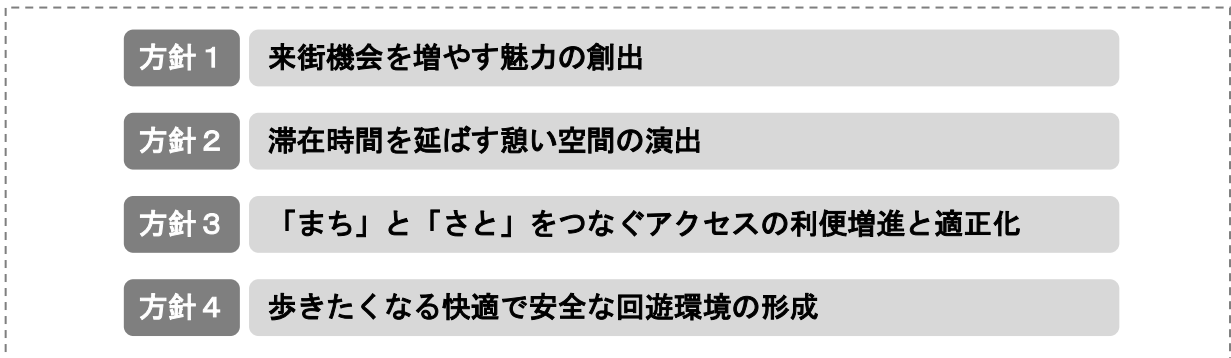 方針１ 来街機会を増やす魅力の創出
方針２ 滞在時間を延ばす憩い空間の演出
方針３ 「まち」と「さと」をつなぐアクセスの利便増進と適正化
方針４ 歩きたくなる快適で安全な回遊環境の形成